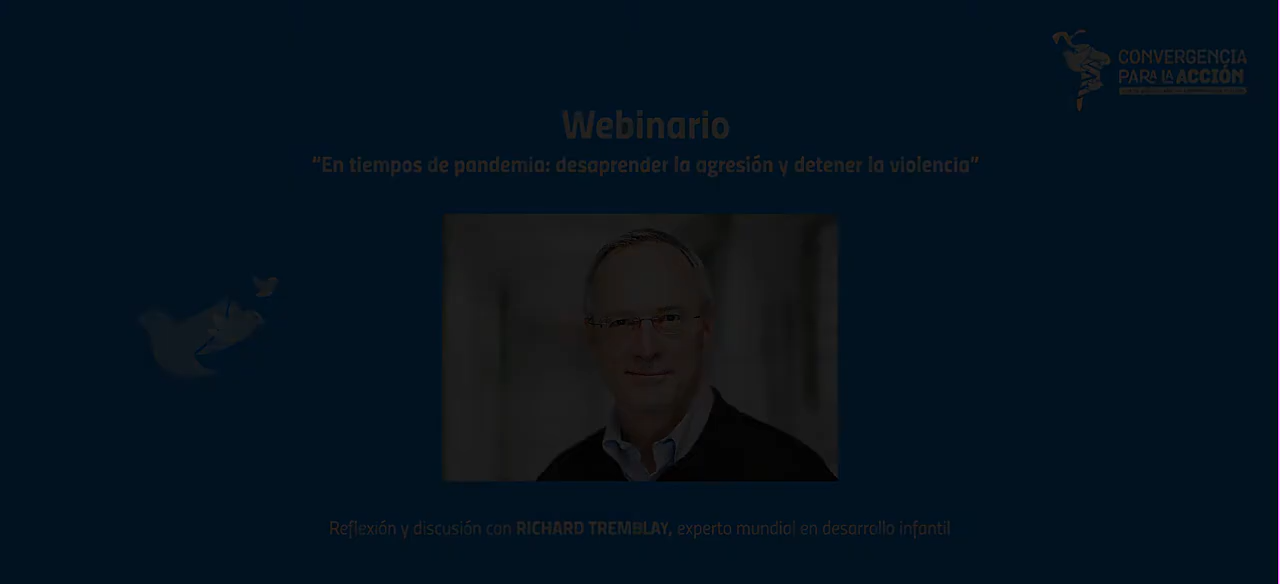 CONVERGENCIA
PARA LA ACCIÓN
Webinario
“En tiempos de pandemia: desaprender la agresión y detener la violencia”
Reflexión y discusión con RICHARD TREMBLAY, experto mundial en desarrollo infantil